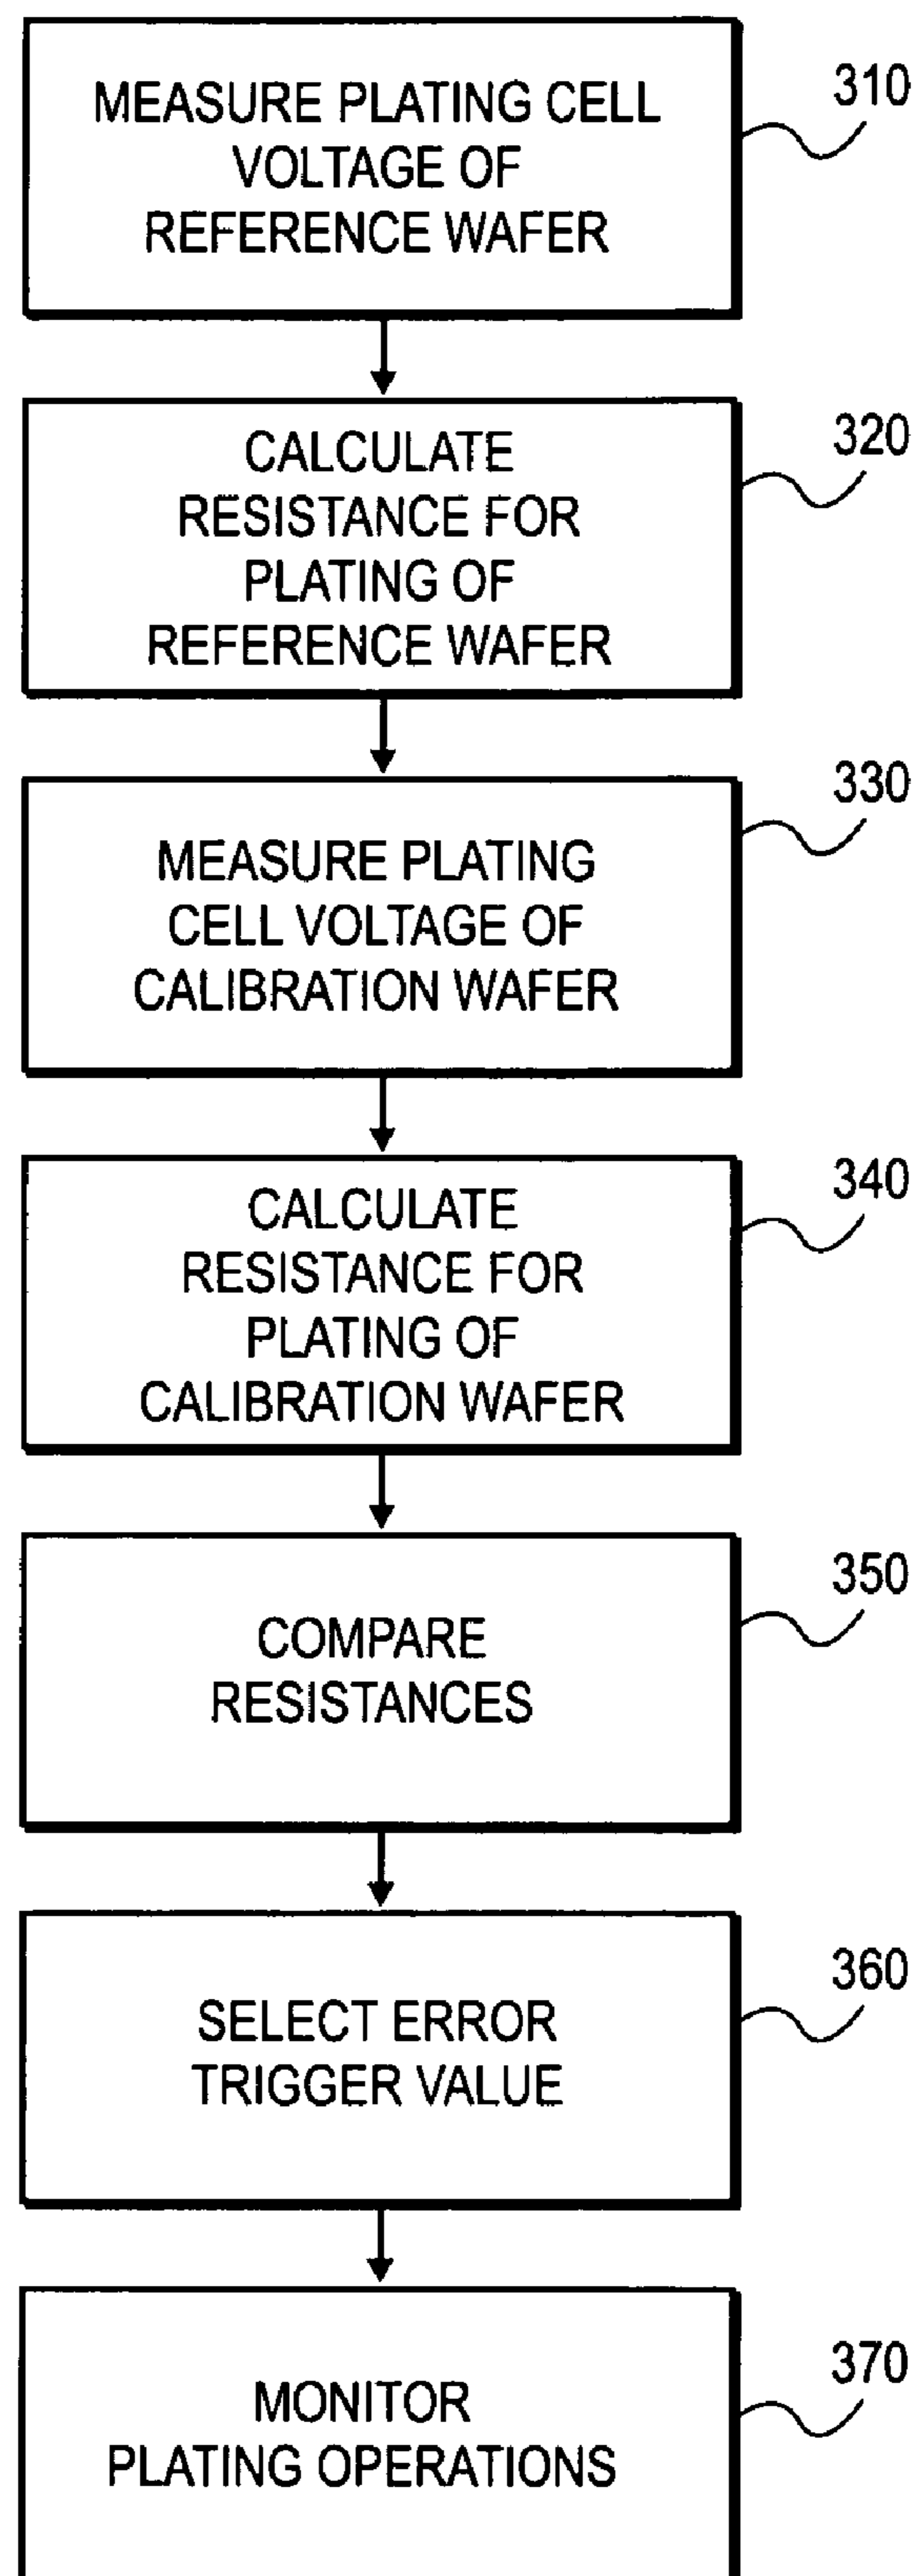 MEASURE PLATING CELL
VOLTAGE OF
REFERENCE WAFER
310
CALCULATE
RESISTANCE FOR
PLATING OF
REFERENCE WAFER
320
MEASURE PLATING
CELL VOLTAGE OF
CALIBRATION WAFER
330
CALCULATE
RESISTANCE FOR
PLATING OF
CALIBRATION WAFER
340
COMPARE
RESISTANCES
350
SELECT ERROR
TRIGGER VALUE
360
MONITOR
PLATING OPERATIONS
370